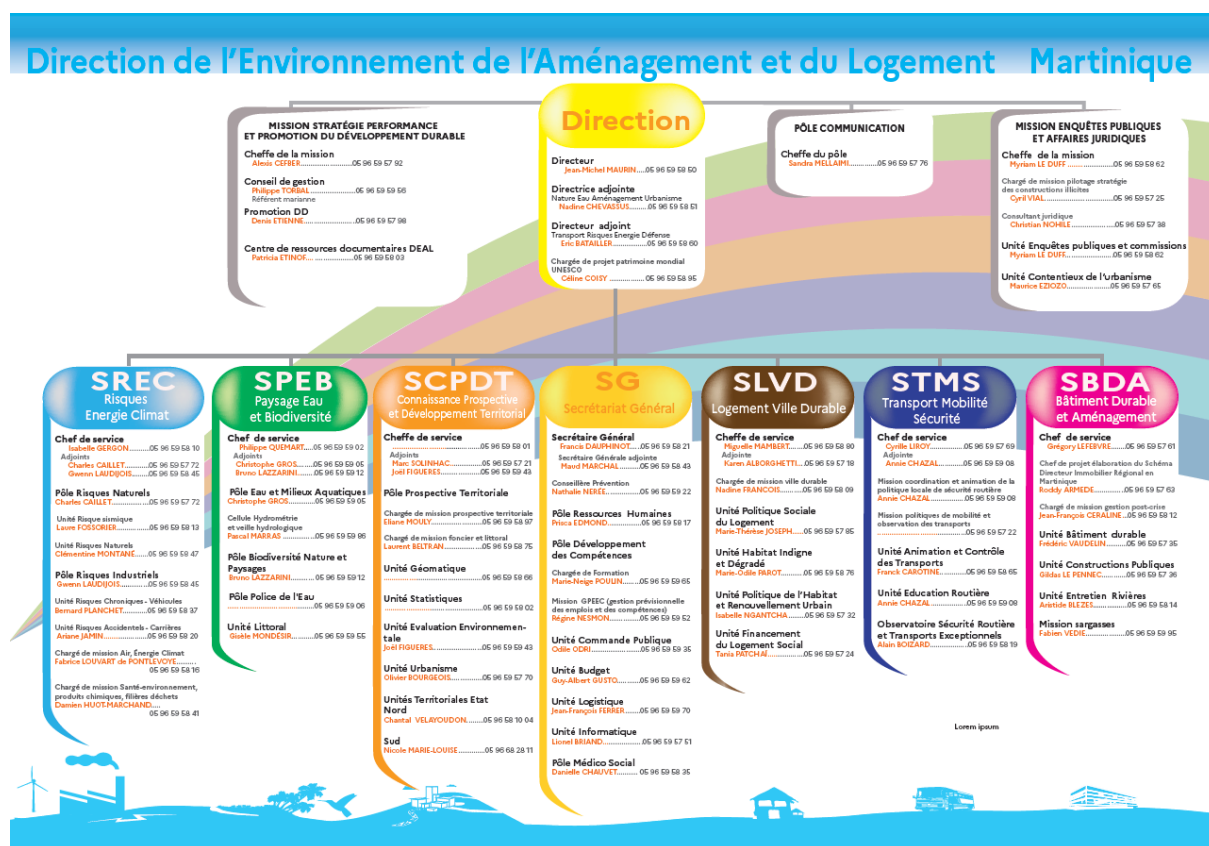 Direction de l'Environnement de l'Aménagement et du Logement Martinique
MISSION STRATÉGIE PERFORMANCE
ET PROMOTION DU DÉVELOPPEMENT DURABLE
Cheffe de la mission
Alexis CEFBER.....................05 96 59 57 92
Conseil de gestion
Philippe TORBAL..................05 96 59 59 56
Référent marianne
Promotion DD
Denis ETIENNE.....................05 96 59 57 98
Centre de ressources documentaires DEAL
Patricia ETINOF.... ................05 96 59 58 03
Direction
Directeur
Jean-Michel MAURIN....05 96 59 58 50
Directrice adjointe
Nature Eau Aménagement Urbanisme
Nadine CHEVASSUS........05 96 59 58 51
Directeur adjoint
Transport Risques Energie Défense
Eric BATAILLER..............05 96 59 58 60
Chargée de projet patrimoine mondial
UNESCO
Céline COISY ................ 05 96 59 58 95
PÔLE COMMUNICATION
Cheffe du pôle
Sandra MELLAIMI..........05 96 59 57 76
MISSION ENQUÊTES PUBLIQUES
ET AFFAIRES JURIDIQUES
Cheffe de la mission
Myriam LE DUFF ....................05 96 59 58 62
Chargé de mission pilotage stratégie
des constructions illicites
Cyril VIAL..........................05 96 59 57 25
Consultant juridique
Christian NOHILE................05 96 59 57 38
Unité Enquêtes publiques et commissions
Myriam LE DUFF....................05 96 59 58 62
Unité Contentieux de l'urbanisme
Maurice EZIOZO....................05 96 59 57 65
SREC
Risques
Energie Climat
Chef de service
Isabelle GERGON.........05 96 59 58 10
Adjoints
Charles CAILLET..........05 96 59 57 72
Gwenn LAUDIJOIS.......05 96 59 58 45
Pôle Risques Naturels
Charles CAILLET...............05 96 59 57 72
Unité Risque sismique
Laure FOSSORIER..............05 96 59 58 13
Unité Risques Naturels
Clémentine MONTANÉ......05 96 59 58 47
Pôle Risques Industriels
Gwenn LAUDIJOIS............05 96 59 58 45
Unité Risques Chroniques - Véhicules
Bernard PLANCHET...........05 96 59 58 37
Unité Risques Accidentels - Carrières
Ariane JAMIN..................05 96 59 58 20
Chargé de mission Air, Énergie Climat
Fabrice LOUVART de PONTLEVOYE.........
05 96 59 58 16
Chargé de mission Santé-environnement,
produits chimiques, filières déchets
Damien HUOT-MARCHAND....
05 96 59 58 41
SPEB
Paysage Eau
et Biodiversité
Chef de service
Philippe QUEMART....05 96 59 59 02
Adjoints
Christophe GROS.......05 96 59 59 05
Bruno LAZZARINI.......05 96 59 59 12
Pôle Eau et Milieux Aquatiques
Christophe GROS............05 96 59 59 05
Cellule Hydrométrie
et veille hydrologique
Pascal MARRAS .............05 96 59 59 86
Pôle Biodiversité Nature et
Paysages
Bruno LAZZARINI........... 05 96 59 59 12
Pôle Police de l'Eau
.................................05 96 59 59 06
Unité Littoral
Gisèle MONDÉSIR...........05 96 59 59 55
SCPDT
Connaissance Prospective
et Développement Territorial
Cheffe de service
..............................05 96 59 58 01
Adjoints
Marc SOLINHAC..........05 96 59 57 21
Joël FIGUERES............05 96 59 59 43
Pôle Prospective Territoriale
Chargée de mission prospective territoriale
Eliane MOULY..................05 96 59 58 97
Chargé de mission foncier et littoral
Laurent BELTRAN.............05 96 59 58 75
Unité Géomatique
.................................05 96 59 58 66
Unité Statistiques
.................................05 96 59 58 02
Unité Evaluation Environnemen-
tale
Joël FIGUERES.................05 96 59 59 43
Unité Urbanisme
Olivier BOURGEOIS..........05 96 59 57 70
Unités Territoriales Etat
Nord
Chantal VELAYOUDON.......05 96 58 10 04
Sud
Nicole MARIE-LOUISE............05 96 68 28 11
SG
Secrétariat Général
Secrétaire Général
Francis DAUPHINOT......05 96 59 58 21
Secrétaire Générale adjointe
Maud MARCHAL..........05 96 59 58 43
Conseillère Prévention
Nathalie NERÉE...............05 96 59 59 22
Pôle Ressources Humaines
Prisca EDMOND...............05 96 59 58 17
Pôle Développement
des Compétences
Chargée de Formation
Marie-Neige POULIN........05 96 59 59 65
Mission GPEEC (gestion prévisionnelle
des emplois et des compétences)
Régine NESMON..............05 96 59 59 52
Unité Commande Publique
Odile ODRI.....................05 96 59 59 35
Unité Budget
Guy-Albert GUSTO...........05 96 59 59 62
Unité Logistique
Jean-François FERRER......05 96 59 59 70
Unité Informatique
Lionel BRIAND.................05 96 59 57 51
Pôle Médico Social
Danielle CHAUVET.......... 05 96 59 58 35
SLVD
Logement Ville Durable
Cheffe de service
Miguelle MAMBERT......05 96 59 58 80
Adjointe
Karen ALBORGHETTI....05 96 59 57 18
Chargée de mission ville durable
Nadine FRANCOIS............05 96 59 58 09
Unité Politique Sociale
du Logement
Marie-Thérèse JOSEPH.....05 96 59 57 85
Unité Habitat Indigne
et Dégradé
Marie-Odile PAROT...........05 96 59 58 76
Unité Politique de l'Habitat
et Renouvellement Urbain
Isabelle NGANTCHA..........05 96 59 57 32
Unité Financement
du Logement Social
Tania PATCHAÏ................05 96 59 57 24
STMS
Transport Mobilité
Sécurité
Chef de service
Cyrille LIROY...............05 96 59 57 69
Adjointe
Annie CHAZAL............05 96 59 59 08
Mission coordination et animation de la
politique locale de sécurité routière
Annie CHAZAL.................05 96 59 59 08
Mission politiques de mobilité et
observation des transports
.................................05 96 59 57 22
Unité Animation et Contrôle
des Transports
Franck CAROTINE.............05 96 59 58 65
Unité Education Routière
Annie CHAZAL................05 96 59 59 08
Observatoire Sécurité Routière
et Transports Exceptionnels
Alain BOIZARD................05 96 59 58 19
SBDA
Bâtiment Durable
et Aménagement
Chef de service
Grégory LEFEBVRE......05 96 59 57 61
Chef de projet élaboration du Schéma
Directeur Immobilier Régional en
Martinique
Roddy ARMEDE...............05 96 59 57 63
Chargé de mission gestion post-crise
Jean-François CERALINE ..05 96 59 58 12
Unité Bâtiment durable
Frédéric VAUDELIN..........05 96 59 57 35
Unité Constructions Publiques
Gildas LE PENNEC...........05 96 59 57 36
Unité Entretien Rivières
Aristide BLEZES..............05 96 59 58 14
Mission sargasses
Fabien VEDIE..................05 96 59 59 95
Lorem ipsum